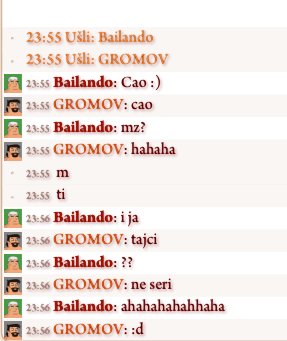 23:55 Ušli: Bailando
23:55 Ušli: GROMOV
23:55 Bailando: Cao :)
23:55 GROMOV: cao
23:55 Bailando: mz?
23:55 GROMOV: hahaha
23:55 m
23:55 ti
23:56 Bailando: i ja
23:56 GROMOV: tajci
23:56 Bailando: ??
23:56 GROMOV: ne seri
23:56 Bailando: ahahahahahhaha
23:56 GROMOV: :d